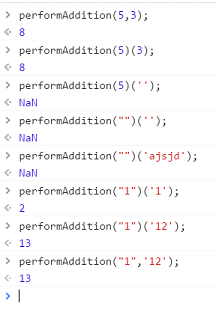 > performAddition(5,3);
< 8
> performAddition(5)(3);
< 8
> performAddition(5)('');
< NaN
> performAddition("")('');
< NaN
> performAddition("")('ajsjd');
< NaN
> performAddition("1")('1');
< 2
> performAddition("1")('12');
< 13
> performAddition("1",'12');
< 13
>